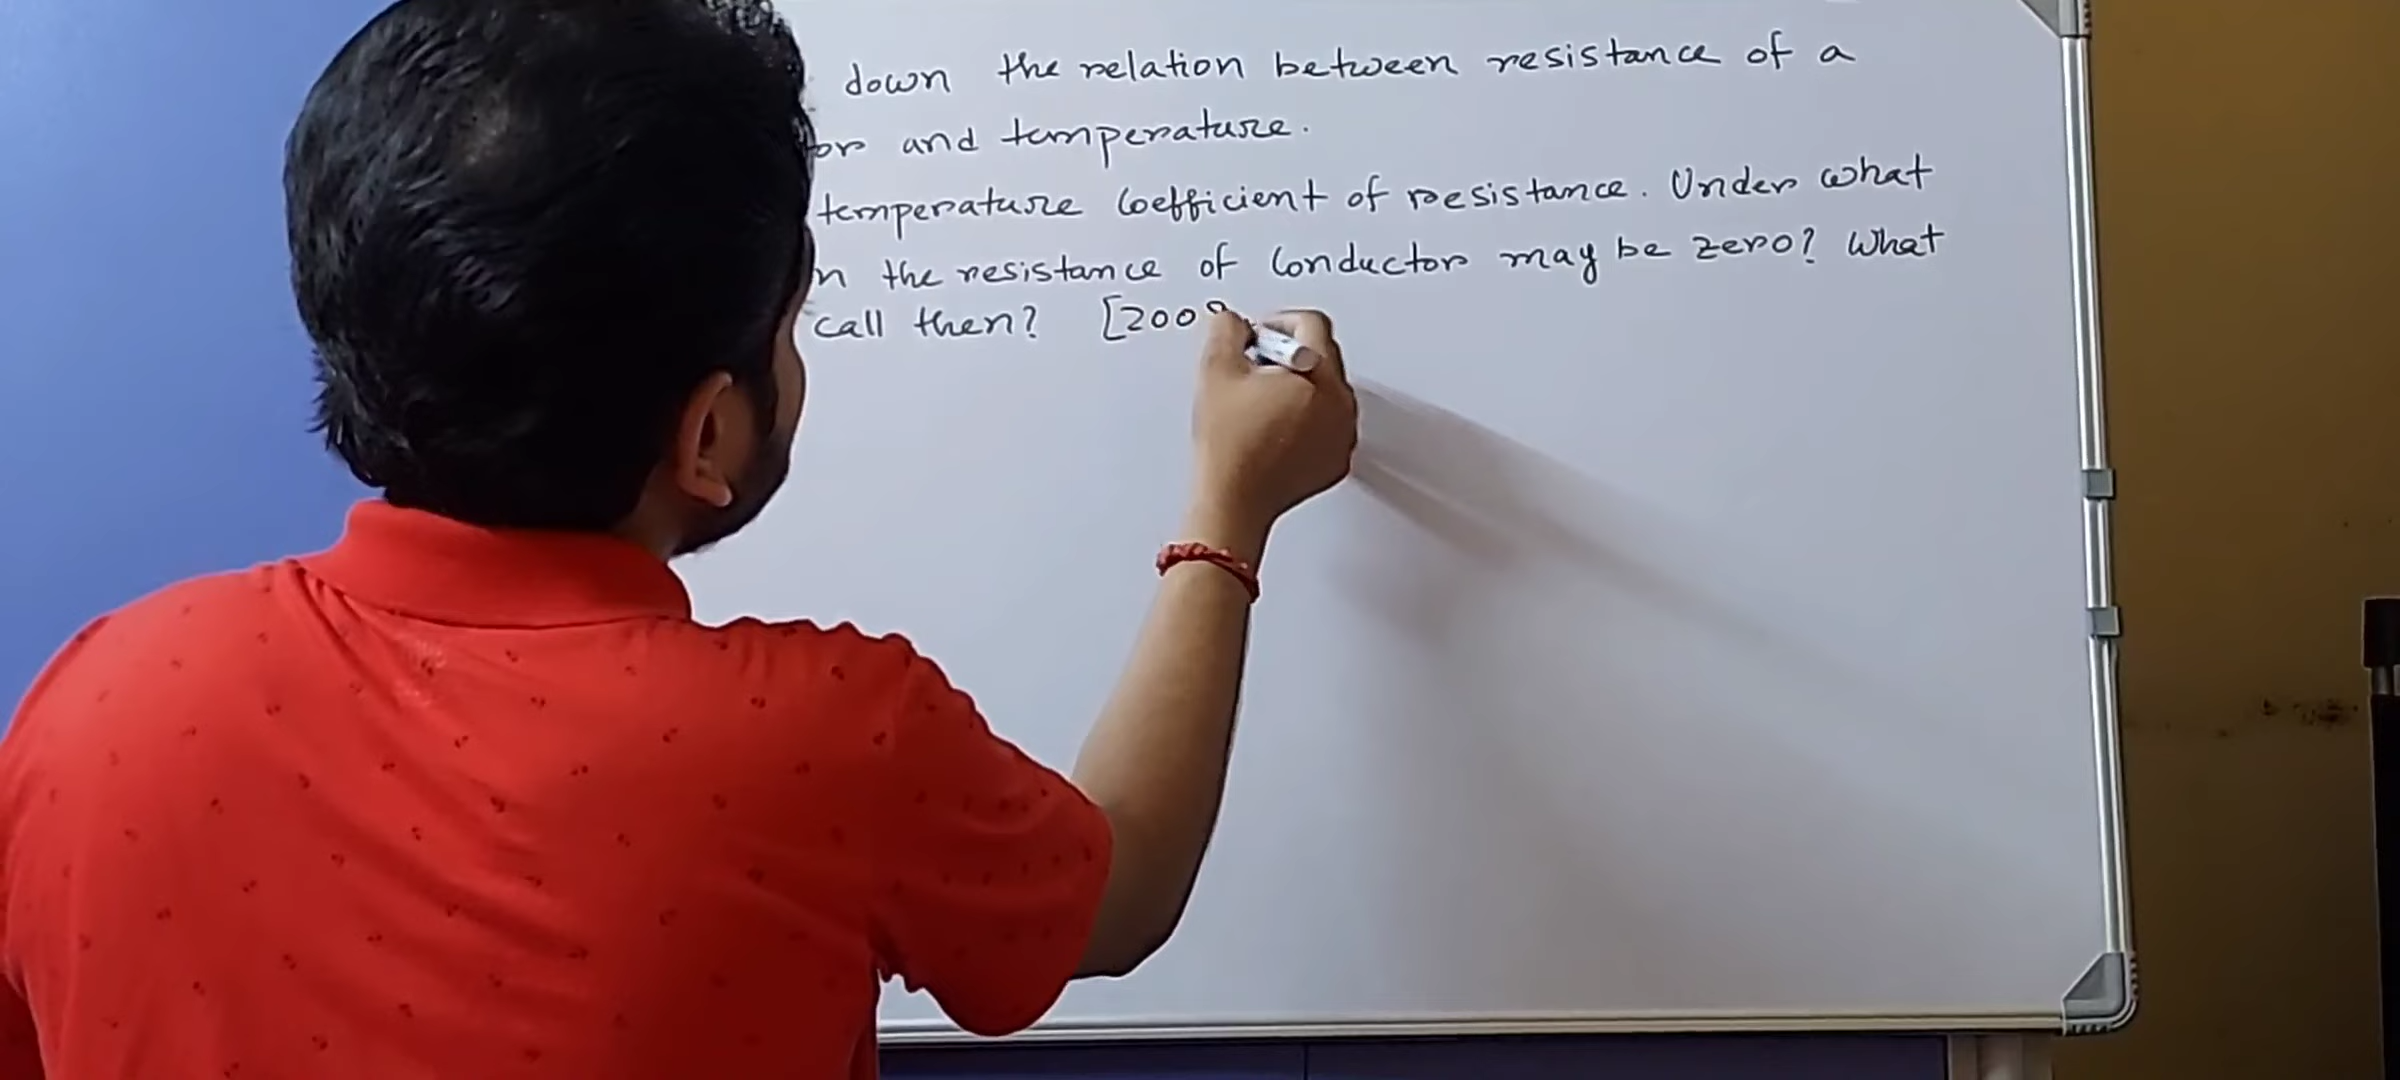 down the relation between resistance of a
or and temperature.
temperature coefficient of resistance. Under what
n the resistance of conductor may be zero? What
call then? [200